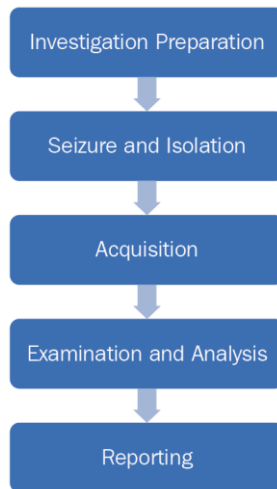 Investigation Preparation
Seizure and Isolation
Acquisition
Examination and Analysis
Reporting